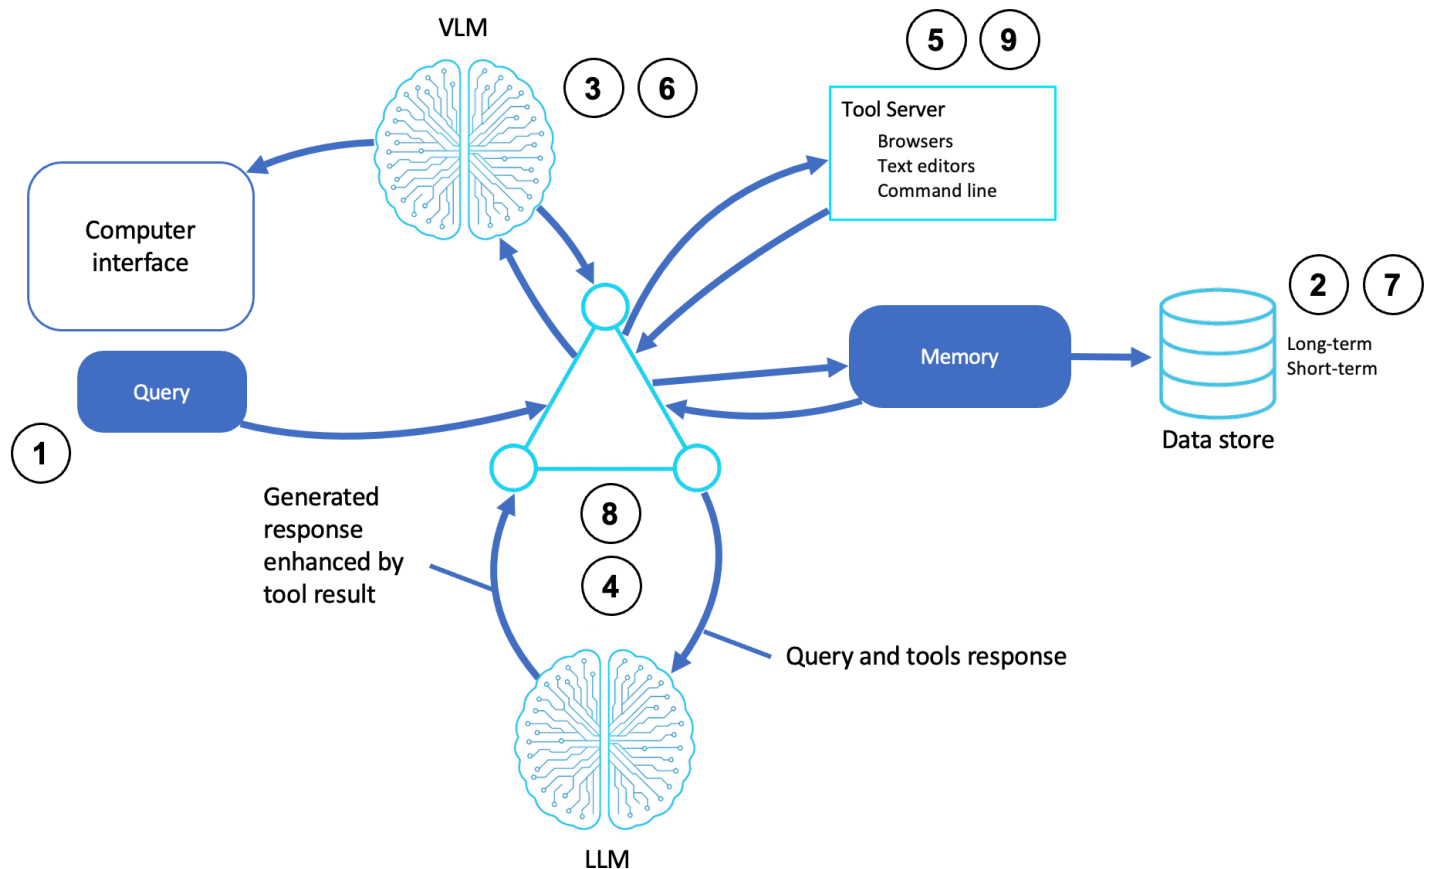 VLM
3 6
5 9
Tool Server
Browsers
Text editors
Command line
Computer
interface
2 7
Long-term
Short-term
Memory
Data store
Query
1
Generated
response
enhanced by
tool result
8
4
Query and tools response
LLM